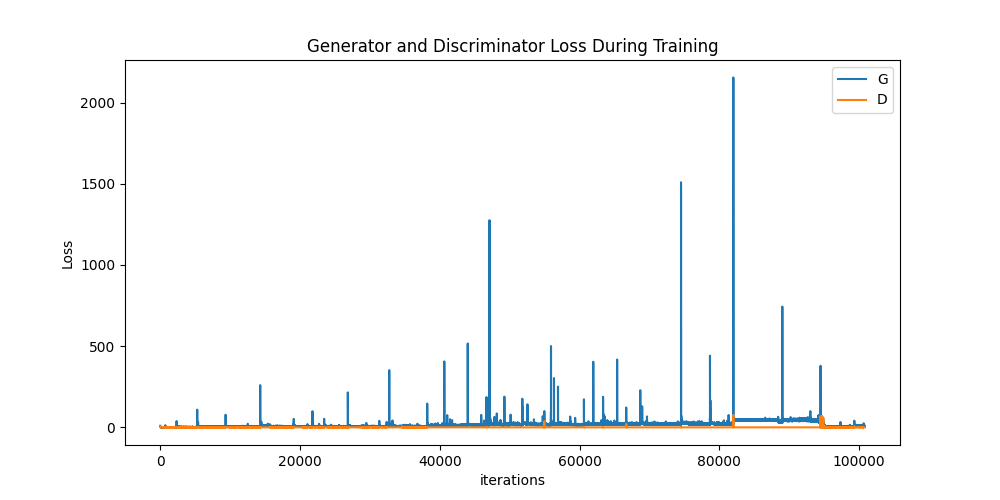 Generator and Discriminator Loss During Training
G
D
2000
1500
1000
500
0
Loss
0 20000 40000 60000 80000 100000
iterations